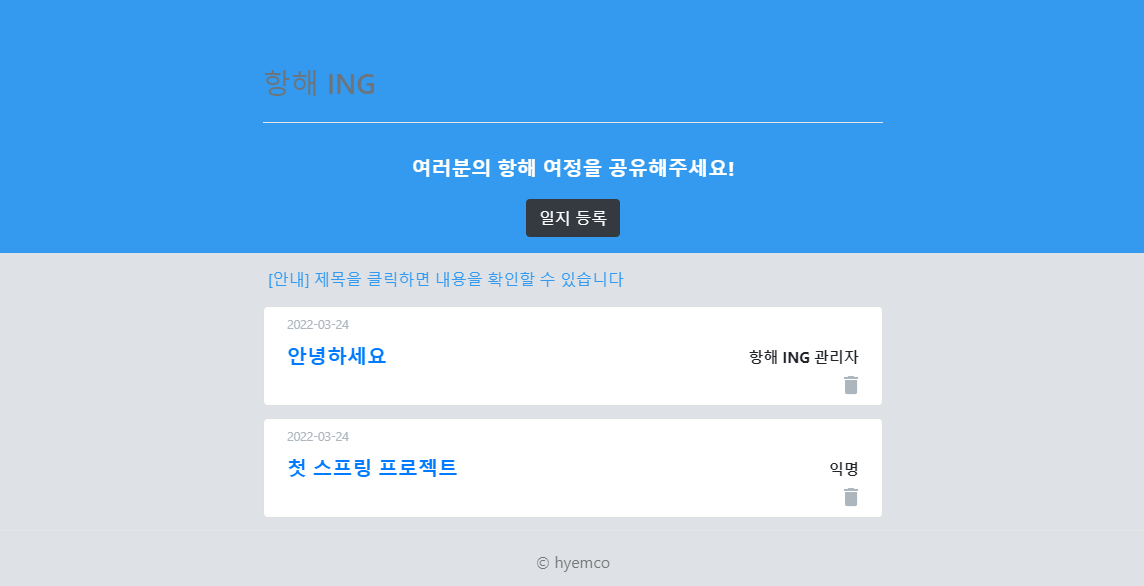 항해 ING
여러분의 항해 여정을 공유해주세요!
일지 등록
[안내] 제목을 클릭하면 내용을 확인할 수 있습니다
2022-03-24
안녕하세요
항해 ING 관리자
2022-03-24
첫 스프링 프로젝트
익명
© hyemco